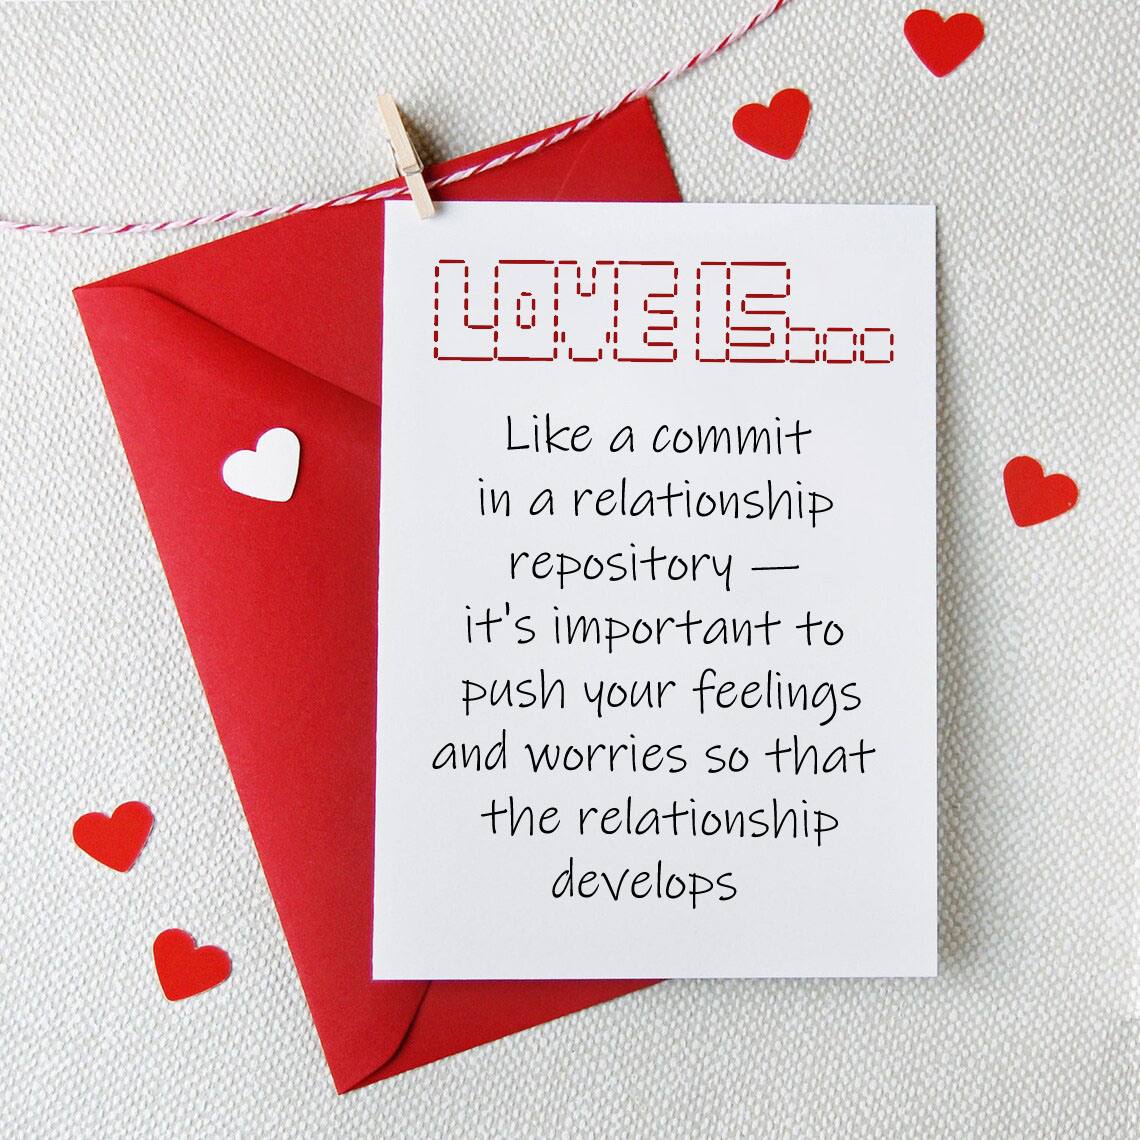 LOVE IS...
Like a commit
in a relationship
repository —
it's important to
push your feelings
and worries so that
the relationship
develops